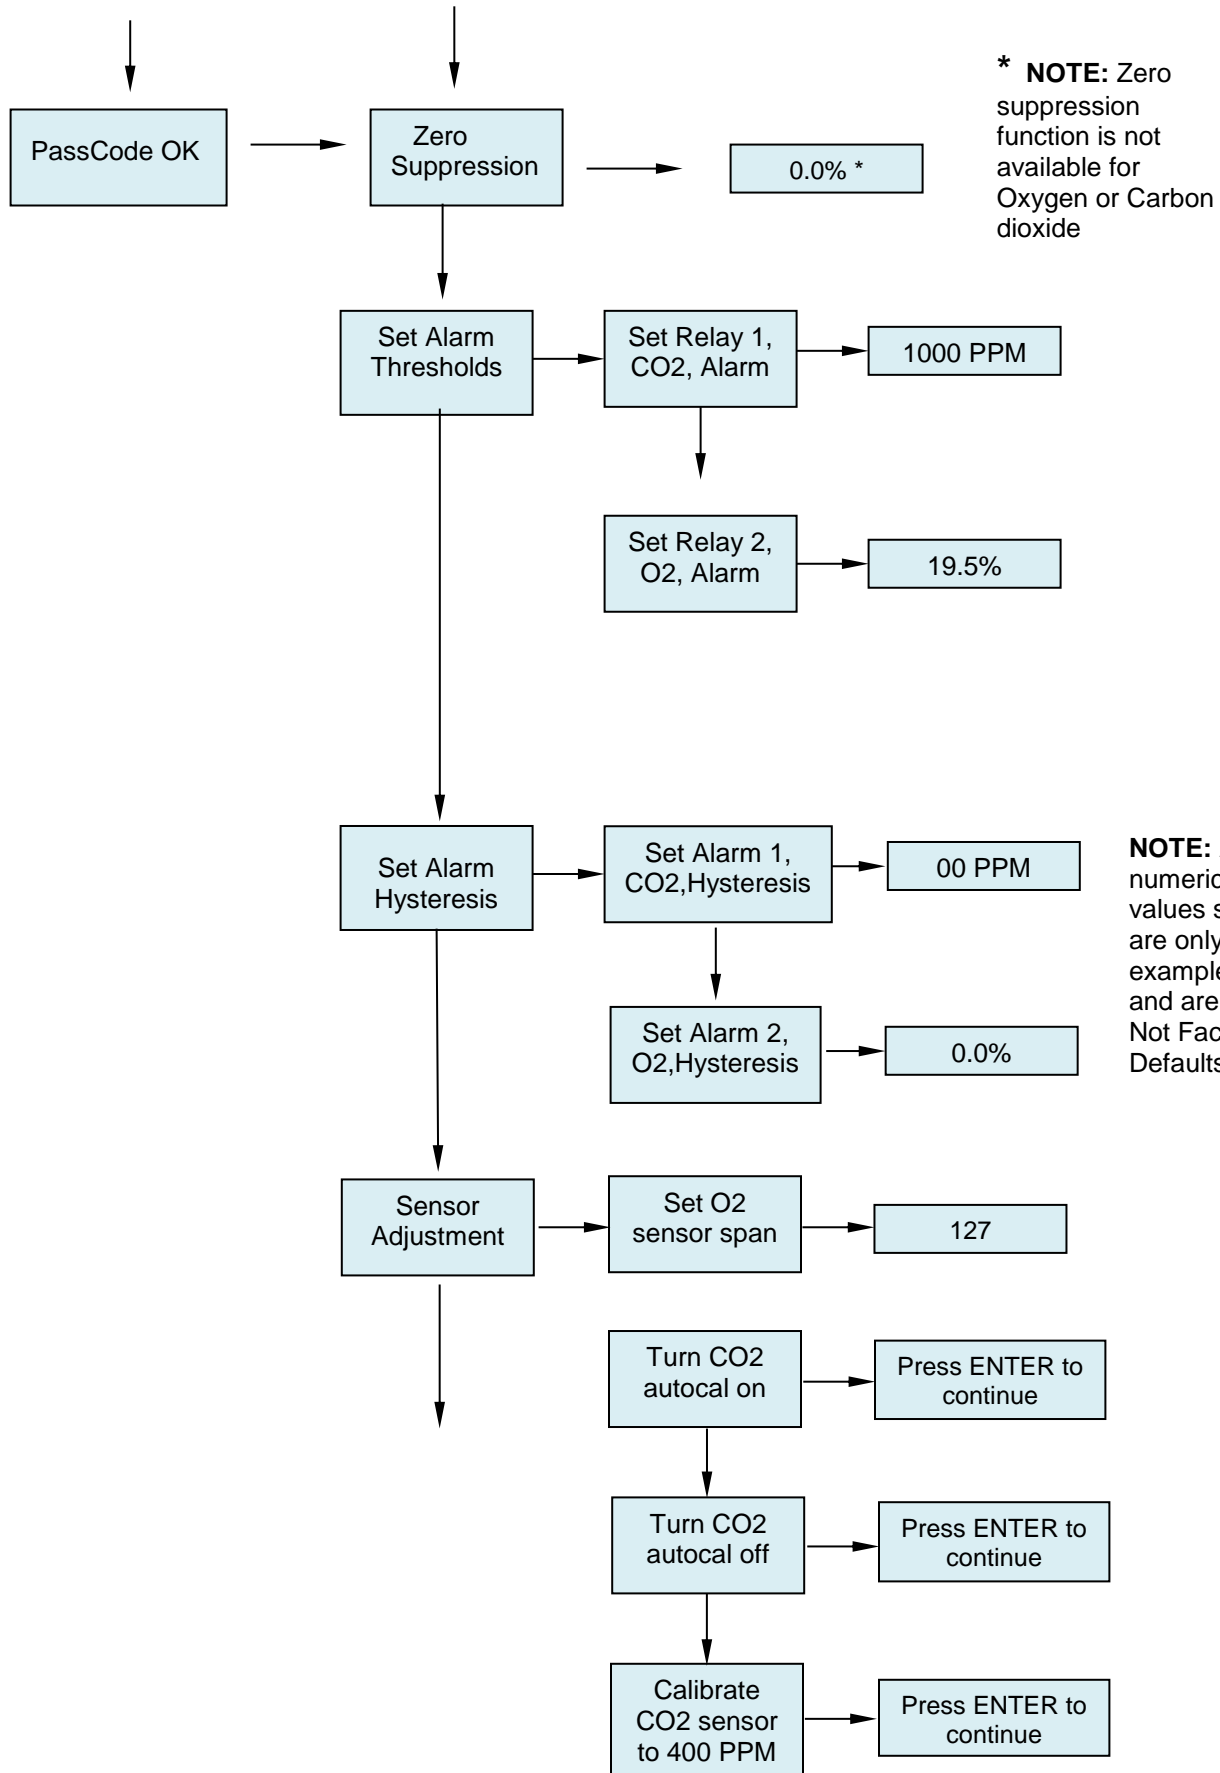 PassCode OK
Zero
Suppression
0.0% *
* NOTE: Zero
suppression
function is not
available for
Oxygen or Carbon
dioxide
Set Alarm
Thresholds
Set Relay 1,
CO2, Alarm
1000 PPM
Set Relay 2,
O2, Alarm
19.5%
Set Alarm
Hysteresis
Set Alarm 1,
CO2,Hysteresis
00 PPM
NOTE:
numeric
values
are only
example
and are
Not Fac
Defaults
Set Alarm 2,
O2,Hysteresis
0.0%
Sensor
Adjustment
Set O2
sensor span
127
Turn CO2
autocal on
Press ENTER to
continue
Turn CO2
autocal off
Press ENTER to
continue
Calibrate
CO2 sensor
to 400 PPM
Press ENTER to
continue